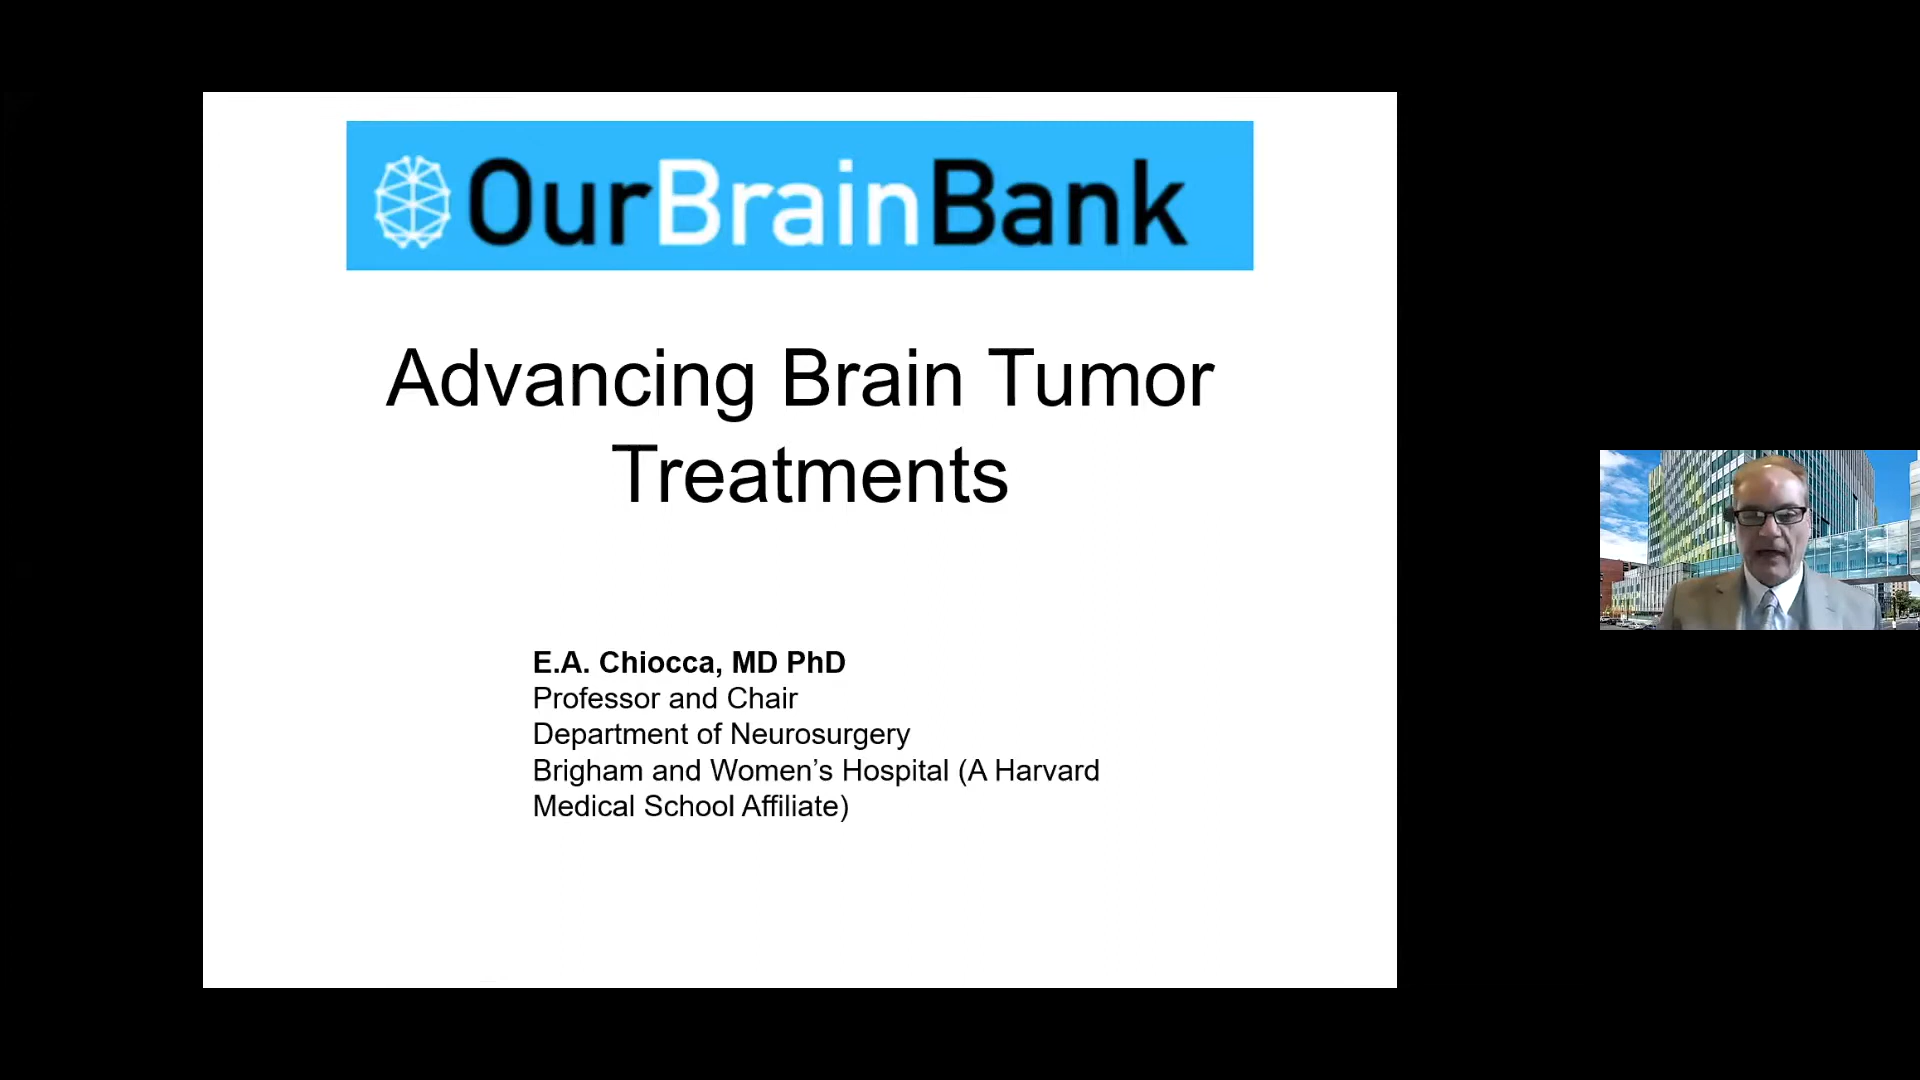 OurBrainBank
Advancing Brain Tumor
Treatments
E.A. Chiocca, MD PhD
Professor and Chair
Department of Neurosurgery
Brigham and Women’s Hospital (A Harvard
Medical School Affiliate)